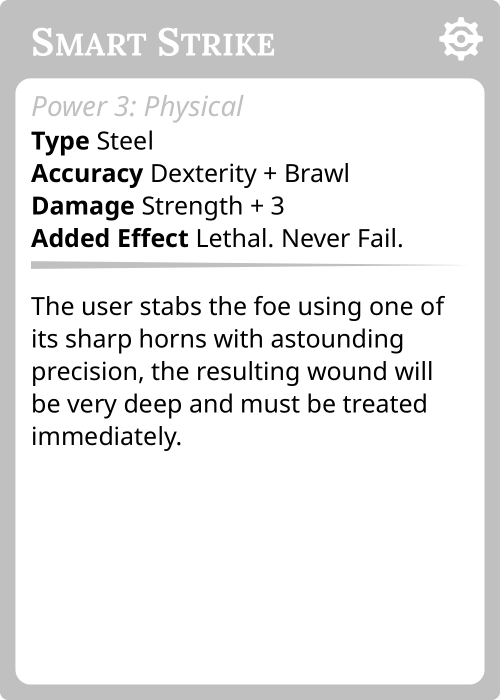 Smart Strike
Power 3: Physical
Type Steel
Accuracy Dexterity + Brawl
Damage Strength + 3
Added Effect Lethal. Never Fail.
The user stabs the foe using one of
its sharp horns with astounding
precision, the resulting wound will
be very deep and must be treated
immediately.